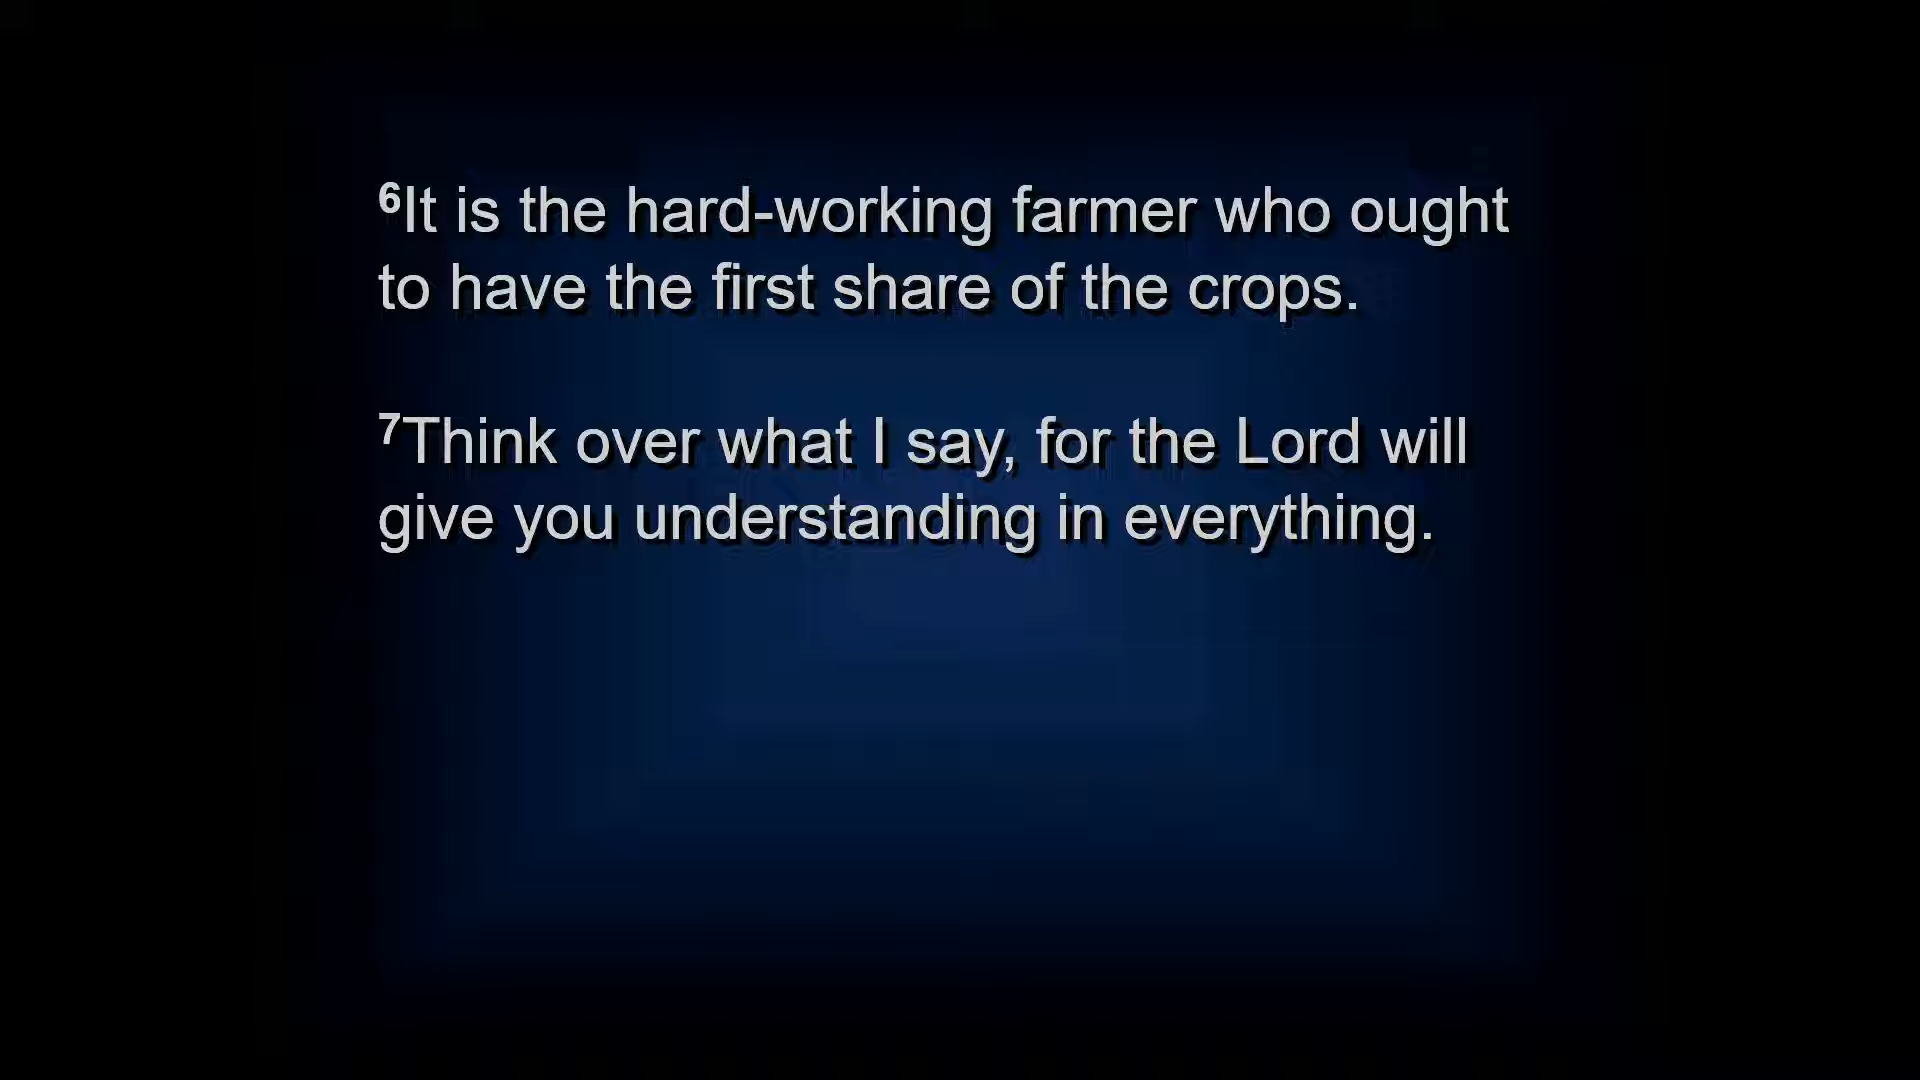 ⁶It is the hard-working farmer who ought
to have the first share of the crops.
⁷Think over what I say, for the Lord will
give you understanding in everything.